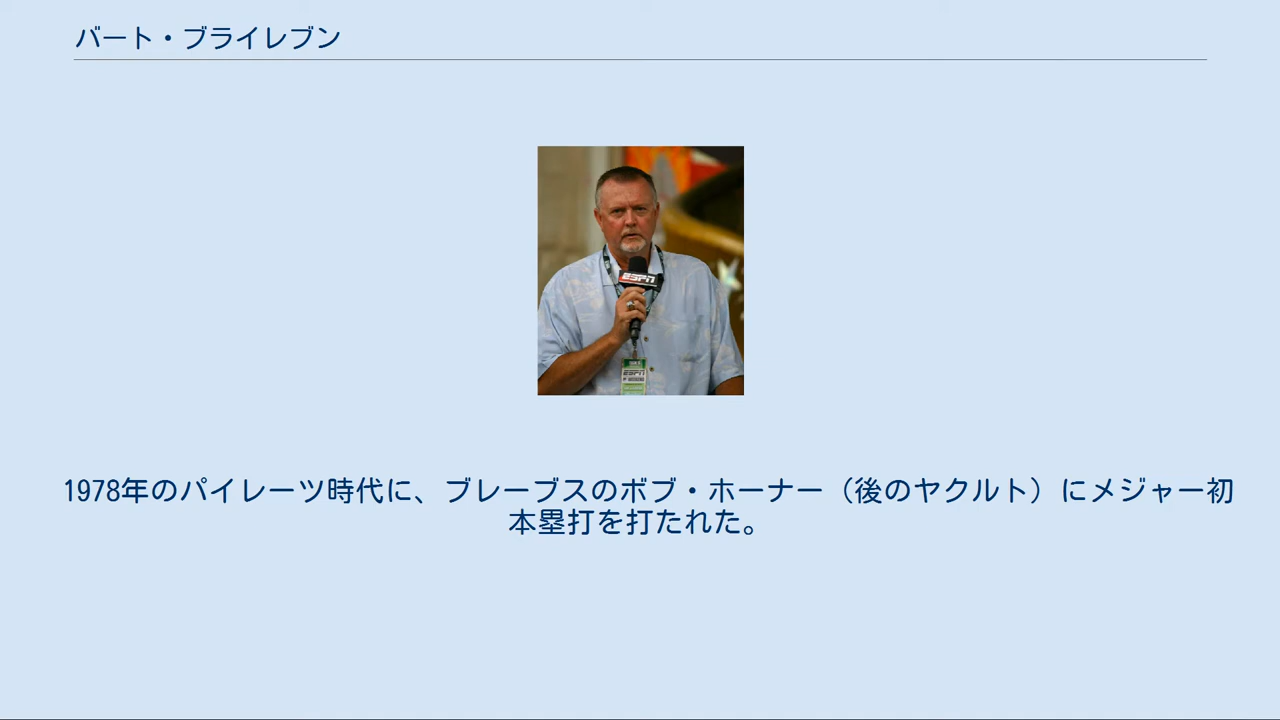 バート・ブライレブン
ESPN
ESPN
1978年のパイレーツ時代に、ブレーブスのボブ・ホーナー（後のヤクルト）にメジャー初
本塁打を打たれた。